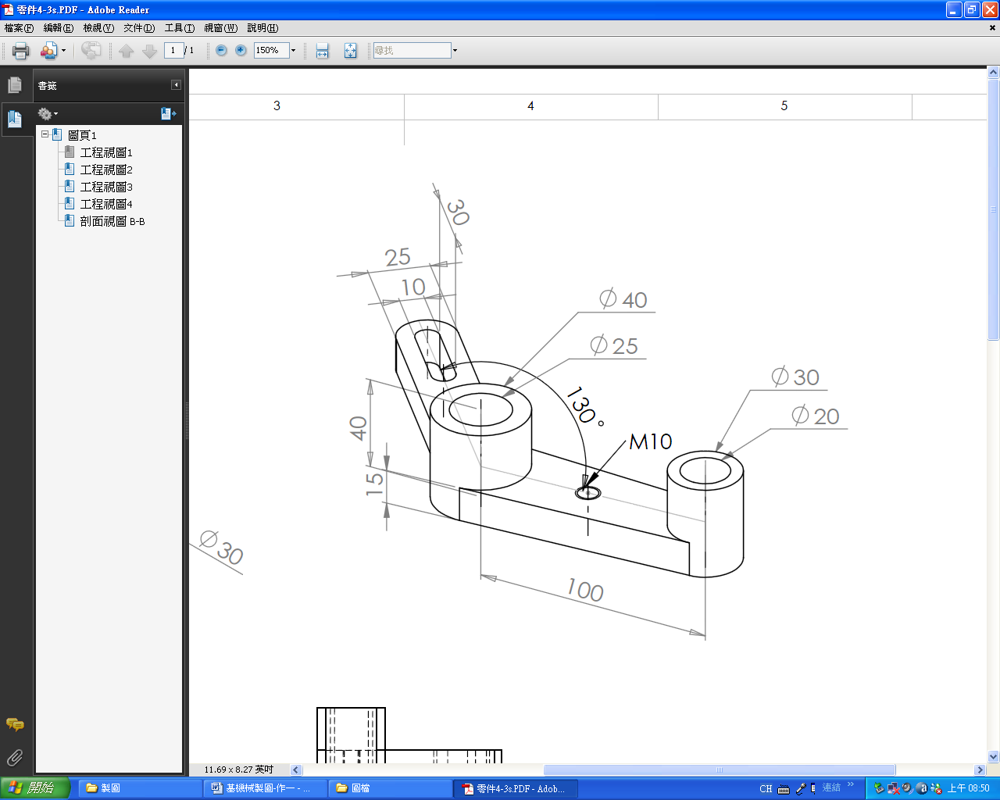 零件4-3s.PDF - Adobe Reader
檔案(F) 編輯(E) 檢視(V) 文件(D) 工具(T) 視窗(W) 說明(H)
1 / 1 150% 尋找
書籤
圖頁1
工程視圖1
工程視圖2
工程視圖3
工程視圖4
剖面視圖 B-B
3 4 5
30
25
10
∅ 40
∅ 25
∅ 30
∅ 20
130°
M10
40
15
∅30
100
11.69 x 8.27 英吋
開始 製圖 基機械製圖-作一 - ... 圖檔 零件4-3s.PDF - Adob... CH 連結 » 上午 08:50